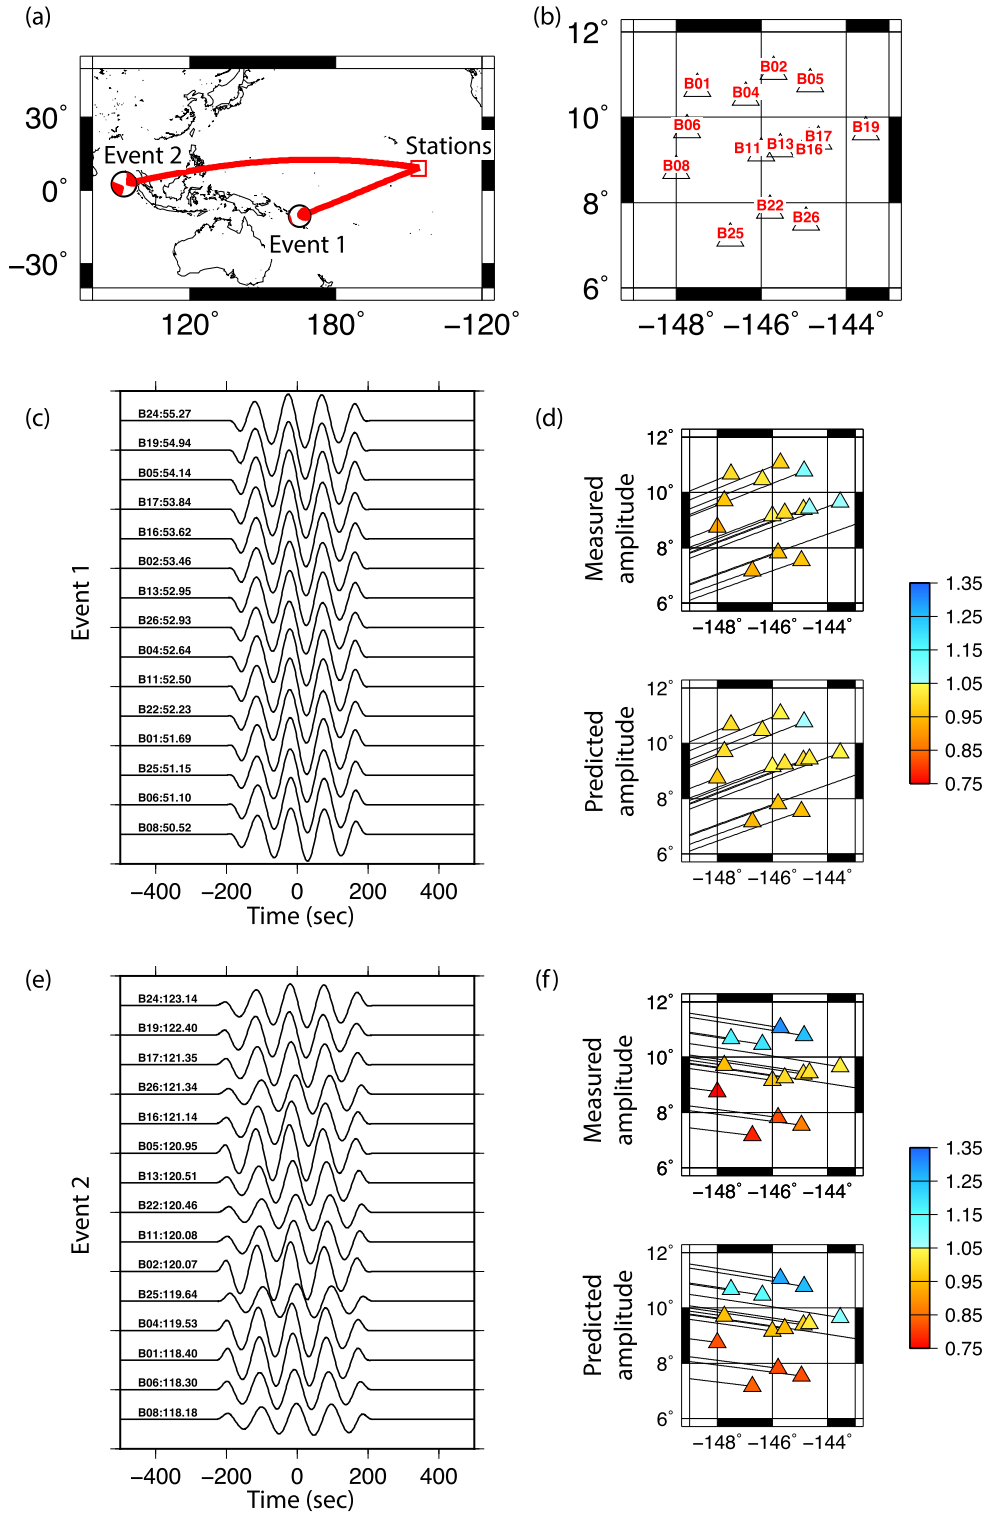 (a)
30°
0°
−30°
120°
180°
−120°
Event 2
Stations
Event 1
(b)
12°
10°
8°
6°
−148°
−146°
−144°
B02
B01
B05
B04
B06
B17
B19
B13
B11
B16
B08
B22
B26
B25
(c)
Event 1
B24:55.27
B19:54.94
B05:54.14
B17:53.84
B16:53.62
B02:53.46
B13:52.95
B26:52.93
B04:52.64
B11:52.50
B22:52.23
B01:51.69
B25:51.15
B06:51.10
B08:50.52
−400
−200
0
200
400
Time (sec)
(d)
Measured
amplitude
12°
10°
8°
6°
−148°
−146°
−144°
Predicted
amplitude
12°
10°
8°
6°
−148°
−146°
−144°
1.35
1.25
1.15
1.05
0.95
0.85
0.75
(e)
Event 2
B24:123.14
B19:122.40
B17:121.35
B26:121.34
B16:121.14
B05:120.95
B13:120.51
B22:120.46
B11:120.08
B02:120.07
B25:119.64
B04:119.53
B01:118.40
B06:118.30
B08:118.18
−400
−200
0
200
400
Time (sec)
(f)
Measured
amplitude
12°
10°
8°
6°
−148°
−146°
−144°
Predicted
amplitude
12°
10°
8°
6°
−148°
−146°
−144°
1.35
1.25
1.15
1.05
0.95
0.85
0.75